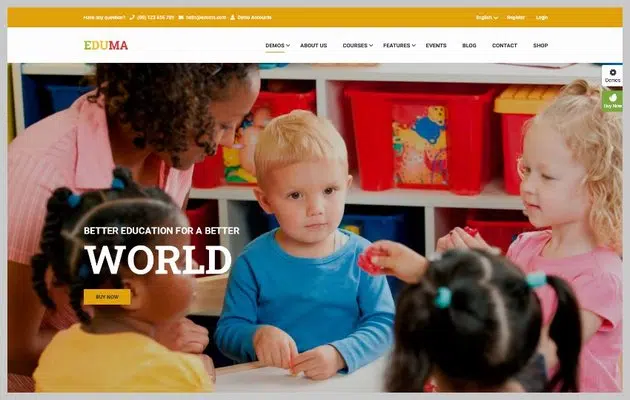 Have any question? (00) 123 456 789 hello@eduma.com Demo Accounts English Register Login
EDUMA DEMOS ABOUT US COURSES FEATURES EVENTS BLOG CONTACT SHOP
Demos
Buy Now
BETTER EDUCATION FOR A BETTER
WORLD
BUY NOW